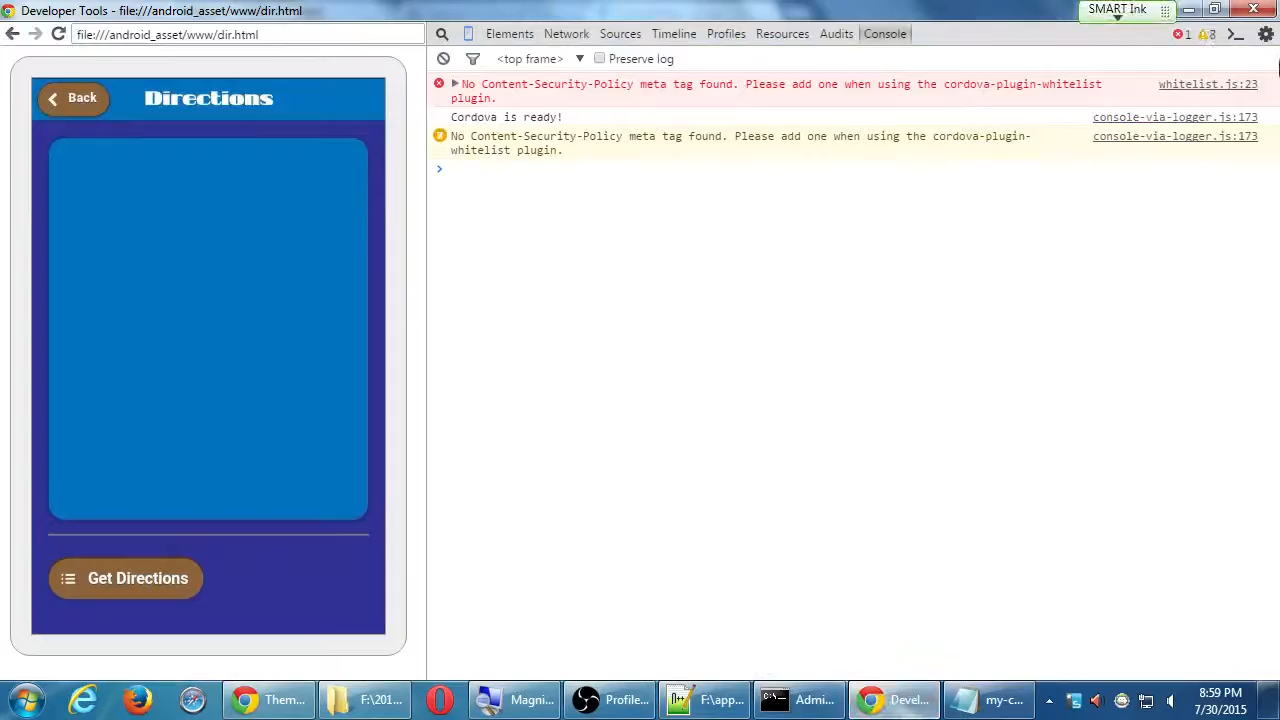 Developer Tools - file:///android_asset/www/dir.html
SMART Ink
file:///android_asset/www/dir.html
Elements Network Sources Timeline Profiles Resources Audits Console
1 8
<top frame> Preserve log
Back Directions
No Content-Security-Policy meta tag found. Please add one when using the cordova-plugin-whitelist whitelist.js:23
plugin.
Cordova is ready! console-via-logger.js:173
No Content-Security-Policy meta tag found. Please add one when using the cordova-plugin- console-via-logger.js:173
whitelist plugin.
Get Directions
Them... F:\201... Magni... Profile... F:\app... Admi... Devel... my-c...
8:59 PM
7/30/2015